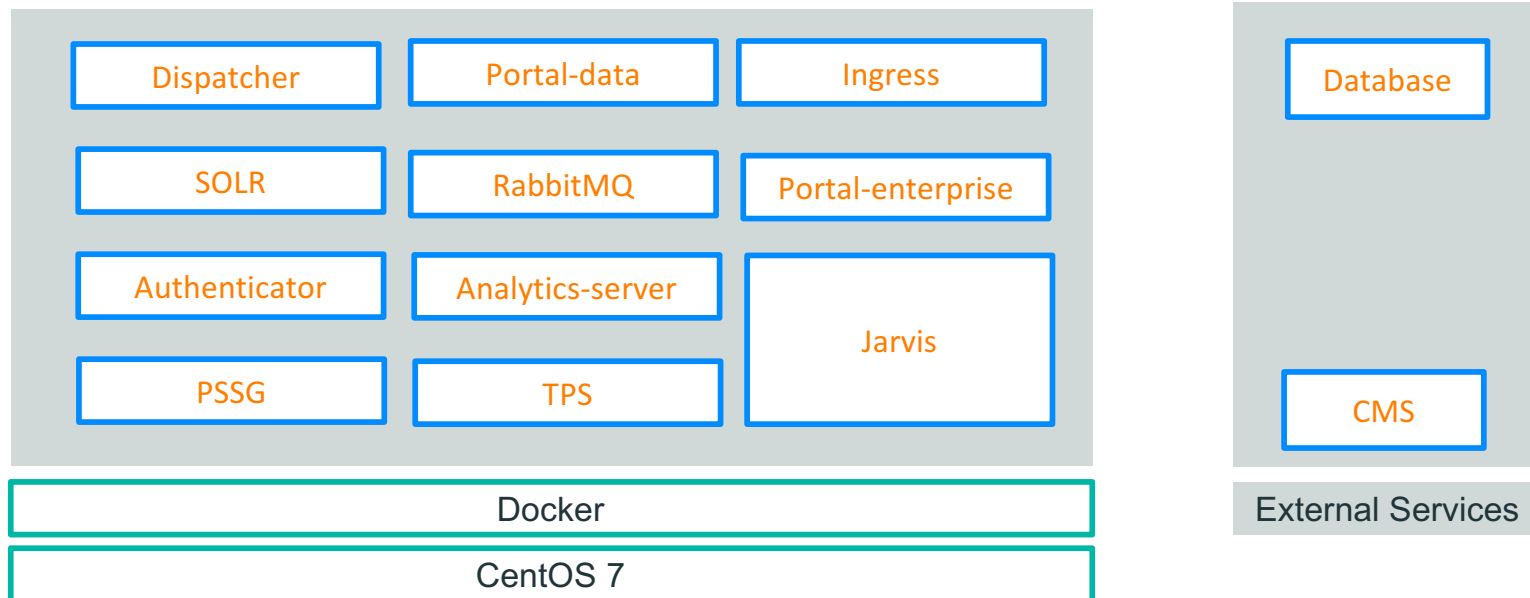 Dispatcher
Portal-data
Ingress
SOLR
RabbitMQ
Portal-enterprise
Authenticator
Analytics-server
Jarvis
PSSG
TPS
Docker
CentOS 7
Database
CMS
External Services